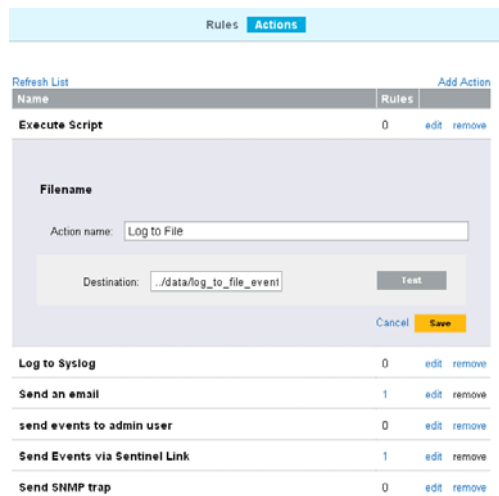 Rules Actions
Refresh List Add Action
Name Rules
Execute Script 0 edit remove
Filename
Action name: Log to File
Destination: ../data/log_to_file_event Test
Cancel Save
Log to Syslog 0 edit remove
Send an email 1 edit remove
send events to admin user 0 edit remove
Send Events via Sentinel Link 1 edit remove
Send SNMP trap 0 edit remove